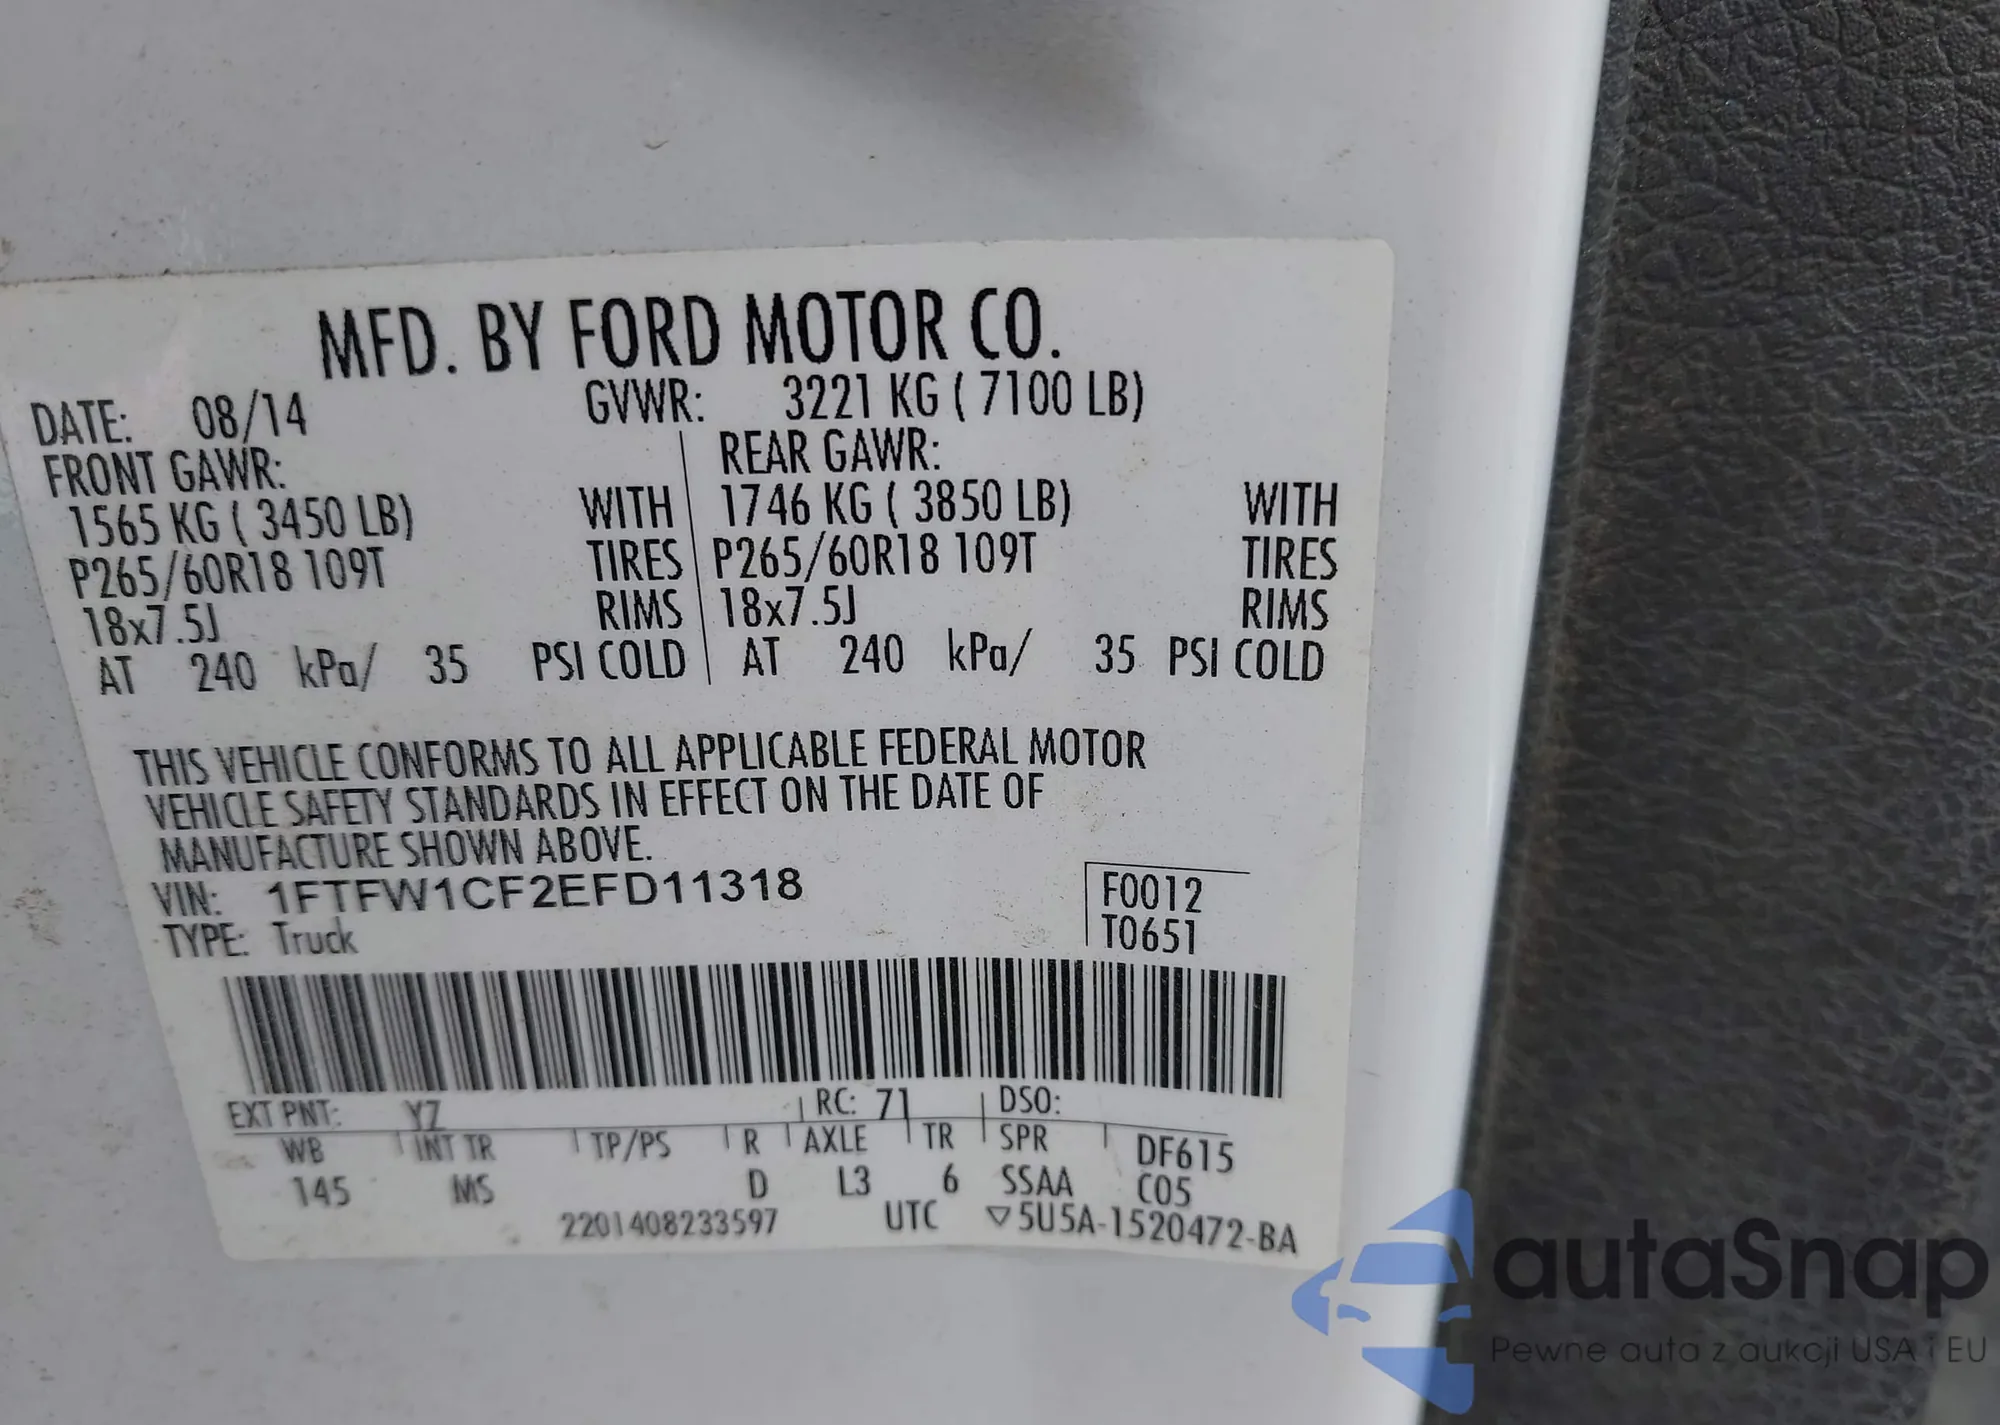 MFD. BY FORD MOTOR CO.
DATE: 08/14 GVWR: 3221 KG ( 7100 LB)
FRONT GAWR: REAR GAWR:
1565 KG ( 3450 LB) WITH 1746 KG ( 3850 LB) WITH
P265/60R18 109T TIRES P265/60R18 109T TIRES
18x7.5J RIMS 18x7.5J RIMS
AT 240 kPa/ 35 PSI COLD AT 240 kPa/ 35 PSI COLD
THIS VEHICLE CONFORMS TO ALL APPLICABLE FEDERAL MOTOR
VEHICLE SAFETY STANDARDS IN EFFECT ON THE DATE OF
MANUFACTURE SHOWN ABOVE.
VIN: 1FTFW1CF2EFD11318 F0012
TYPE: Truck T0651
EXT PNT: YZ RC: 71 DSO:
WB INT TR TP/PS R AXLE TR SPR DF615
145 MS D L3 6 SSAA C05
2201408233597 UTC ▽5U5A-1520472-BA
autaSnap
Pewne auta z aukcji USA i EU